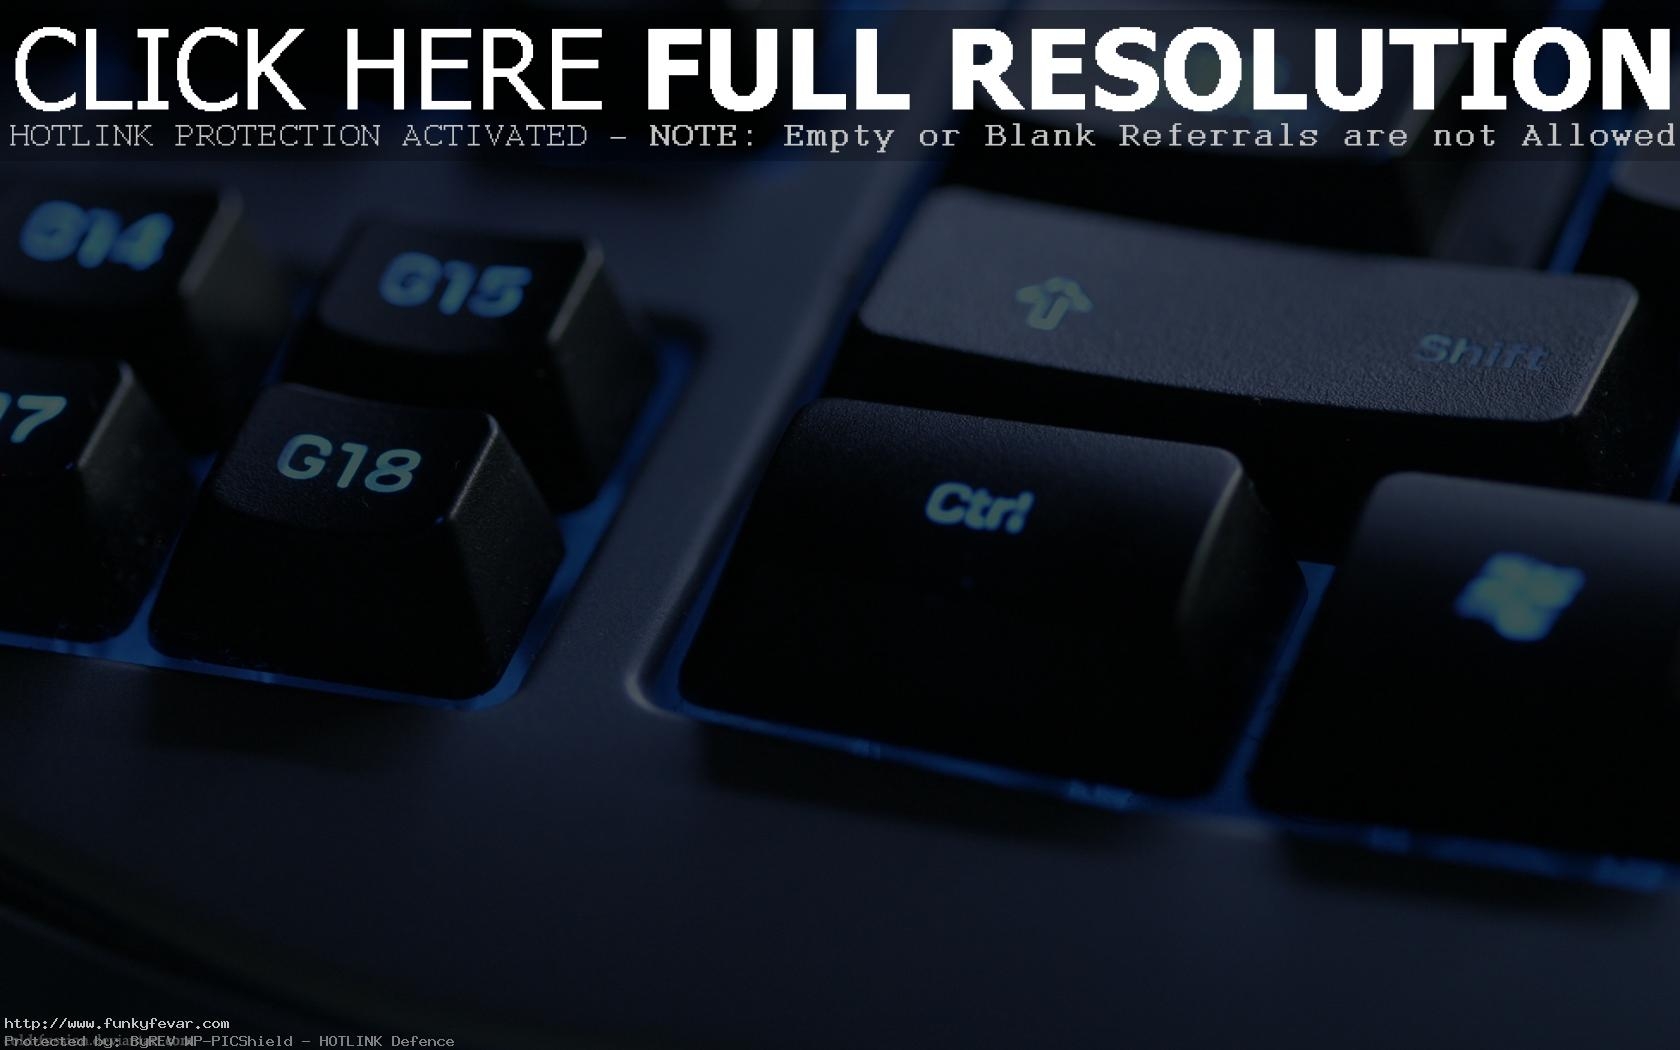 CLICK HERE FULL RESOLUTION
HOTLINK PROTECTION ACTIVATED - NOTE: Empty or Blank Referrals are not Allowed
G14
G15
Shift
7
G18
Ctrl
http://www.funkyfevar.com
Protected by: ByREV WP-PICShield - HOTLINK Defence